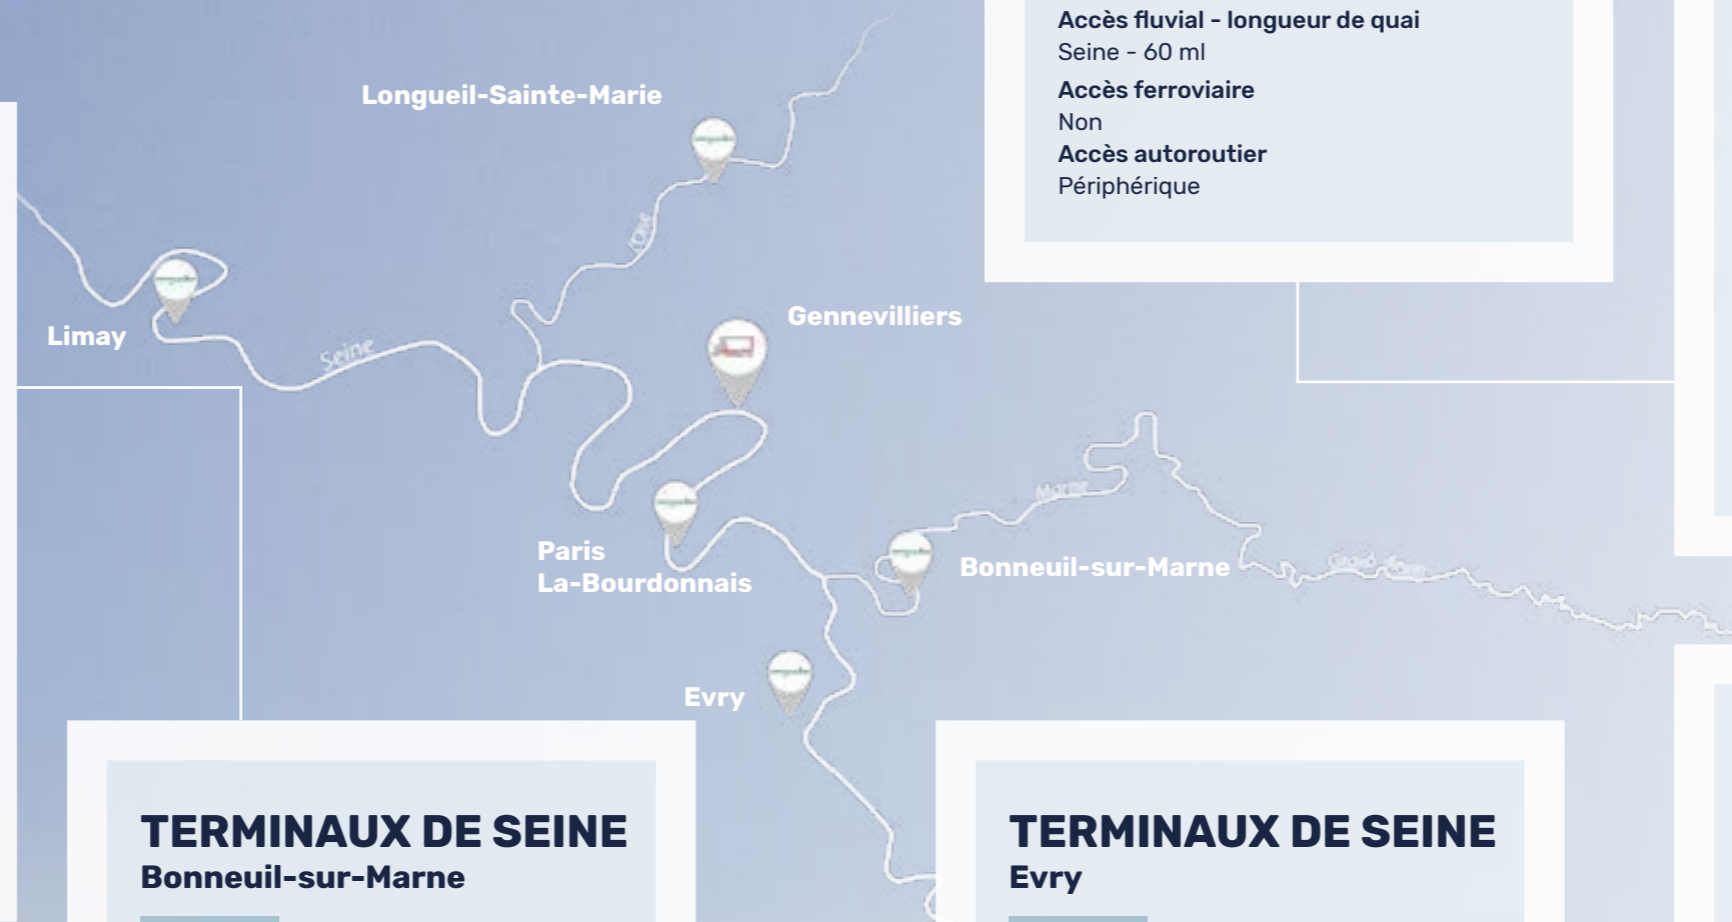 Accès fluvial - longueur de quai
Seine - 60 ml
Accès ferroviaire
Non
Accès autoroutier
Périphérique
Longueil-Sainte-Marie
Gennevilliers
Limay
Seine
Marne
Paris
La-Bourdonnais
Bonneuil-sur-Marne
Evry
TERMINAUX DE SEINE
Bonneuil-sur-Marne
TERMINAUX DE SEINE
Evry